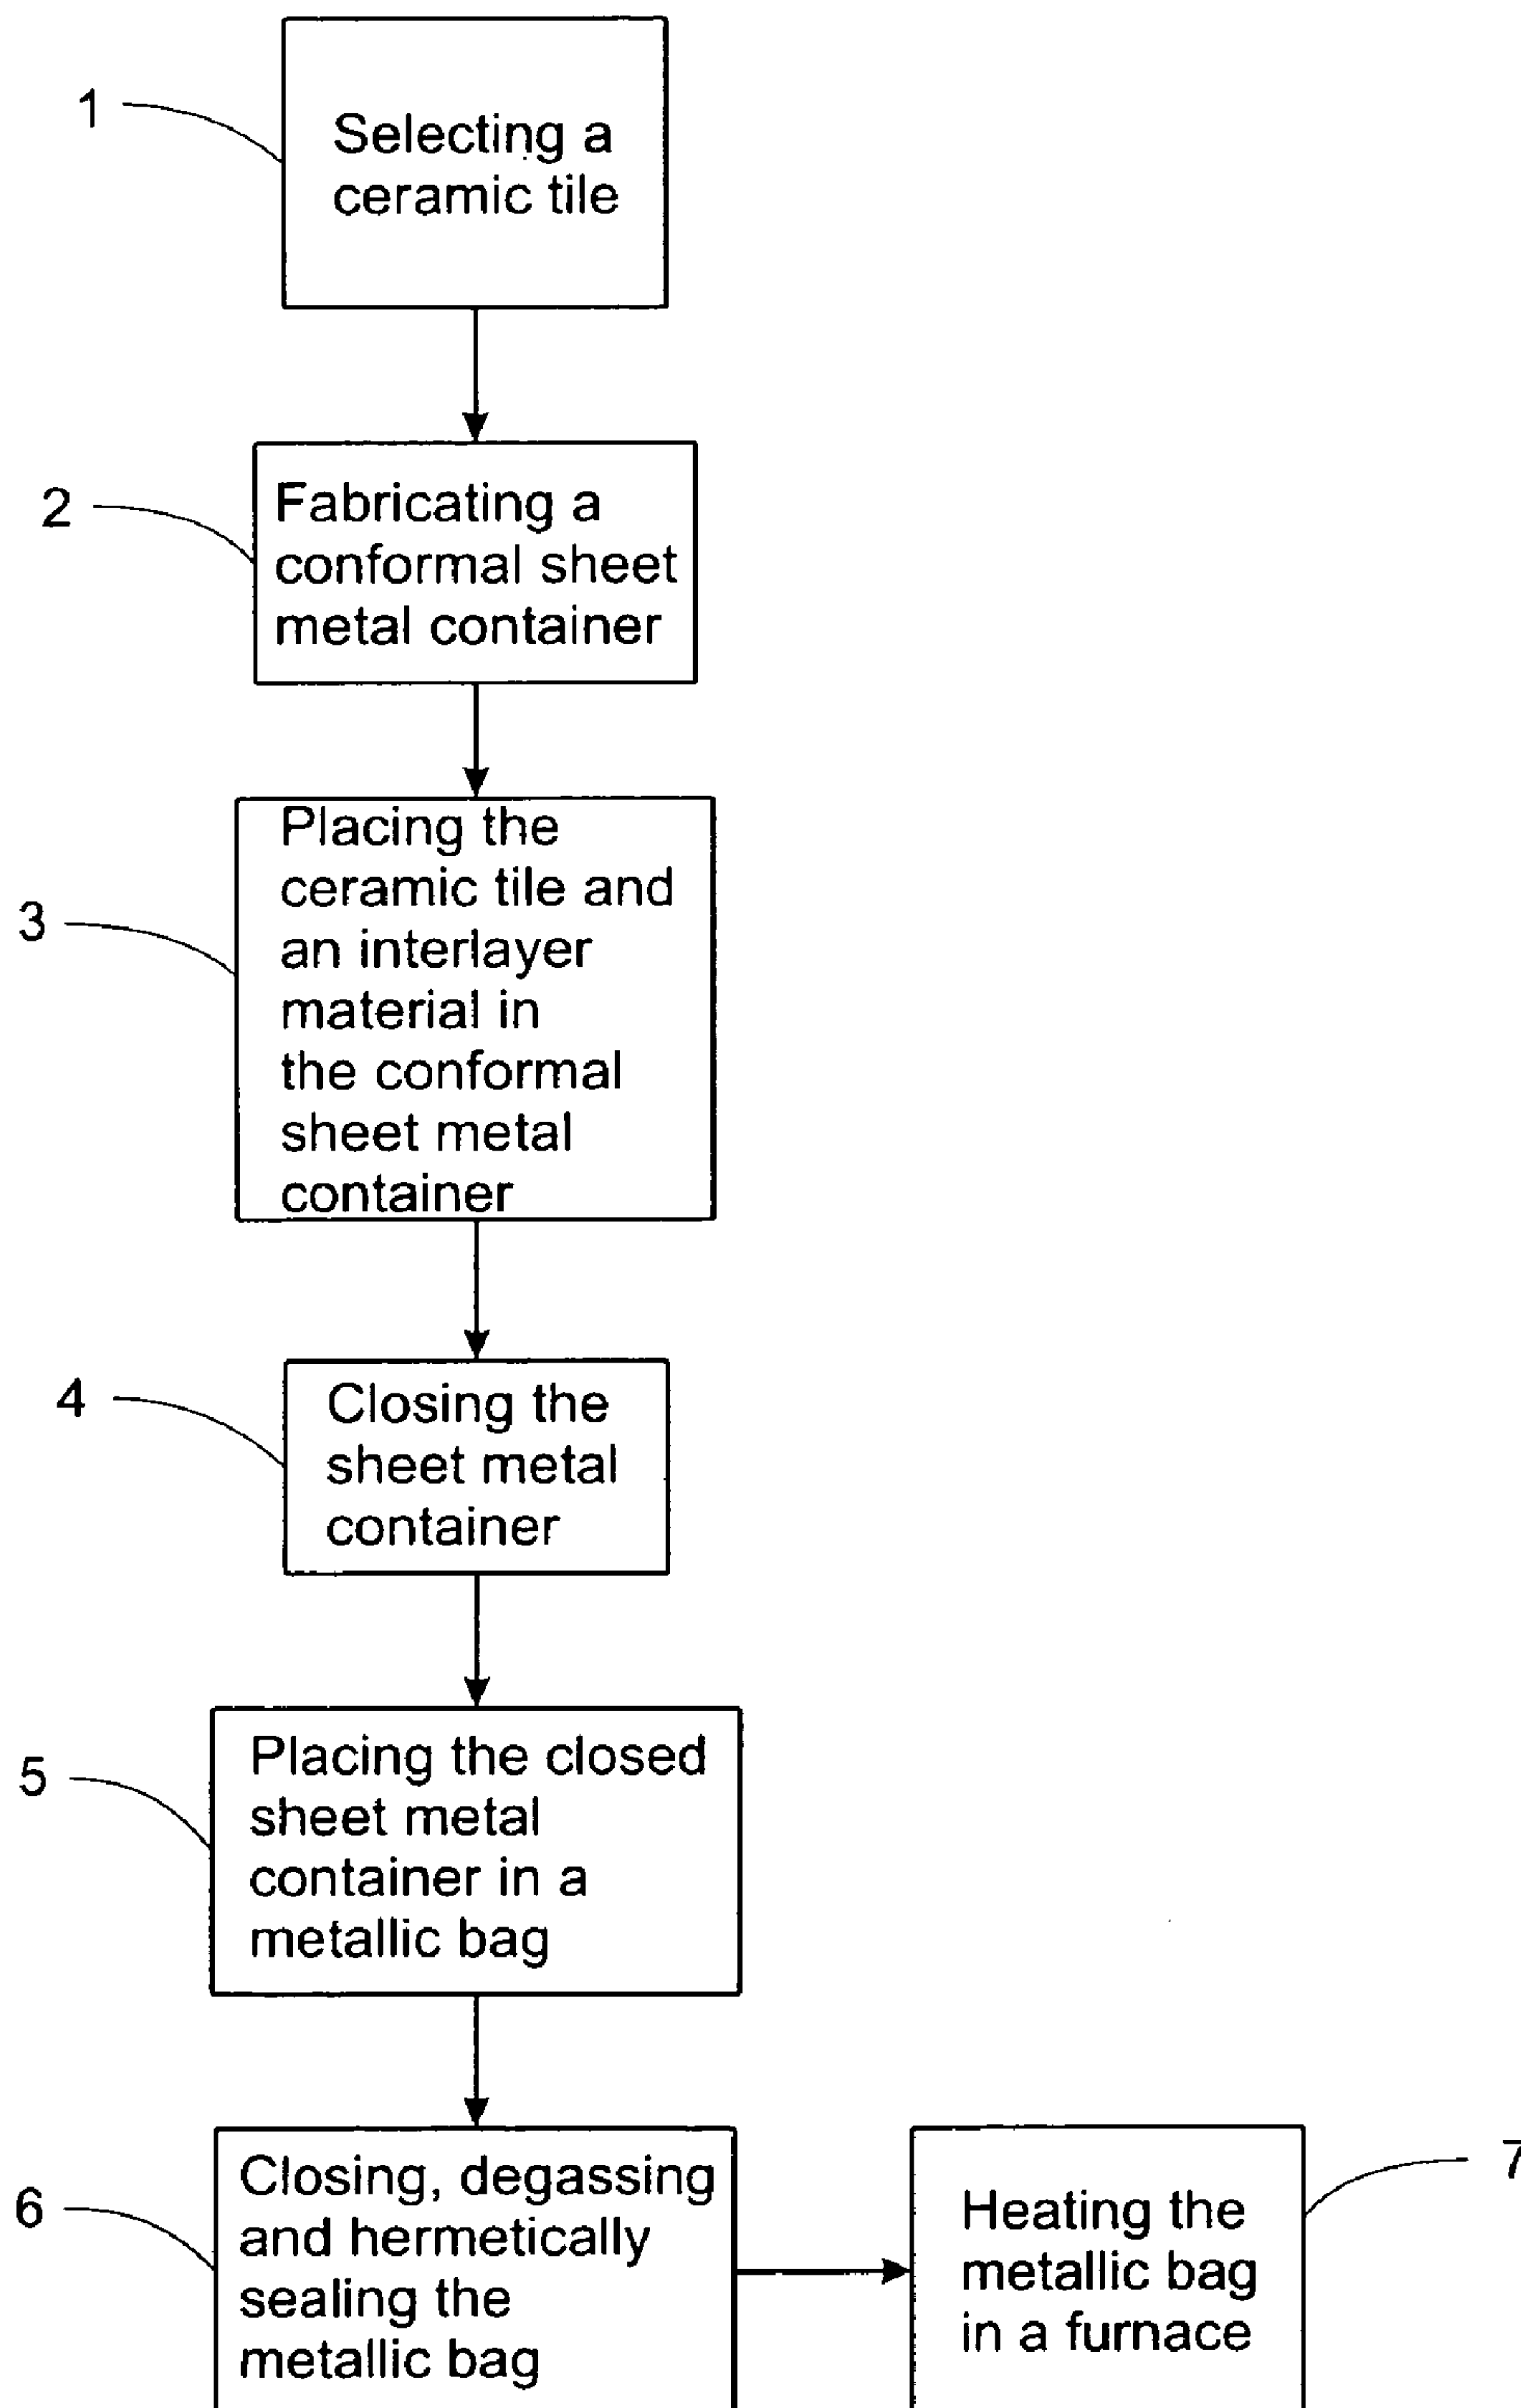 1
Selecting a
ceramic tile
2
Fabricating a
conformal sheet
metal container
3
Placing the
ceramic tile and
an interlayer
material in
the conformal
sheet metal
container
4
Closing the
sheet metal
container
5
Placing the closed
sheet metal
container in a
metallic bag
6
Closing, degassing
and hermetically
sealing the
metallic bag
Heating the
metallic bag
in a furnace
7